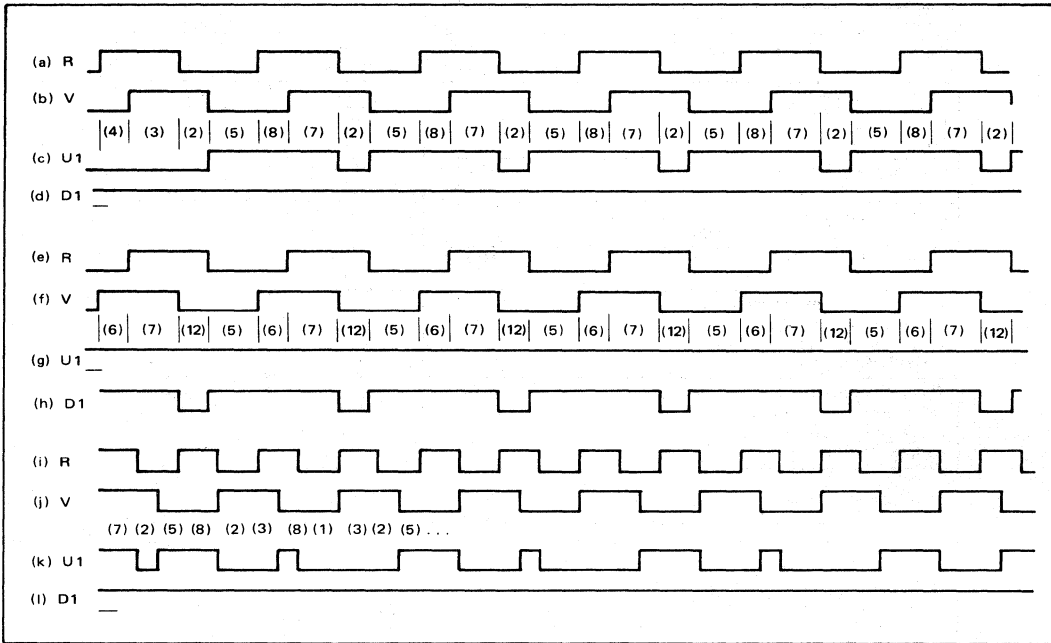 (a) R
(b) V
(4) (3) (2) (5) (8) (7) (2) (5) (8) (7) (2) (5) (8) (7) (2) (5) (8) (7) (2) (5) (8) (7) (2)
(c) U1
(d) D1
(e) R
(f) V
(6) (7) (12) (5) (6) (7) (12) (5) (6) (7) (12) (5) (6) (7) (12) (5) (6) (7) (12) (5) (6) (7) (12)
(g) U1
(h) D1
(i) R
(j) V
(7) (2) (5) (8) (2) (3) (8) (1) (3) (2) (5) . . .
(k) U1
(l) D1